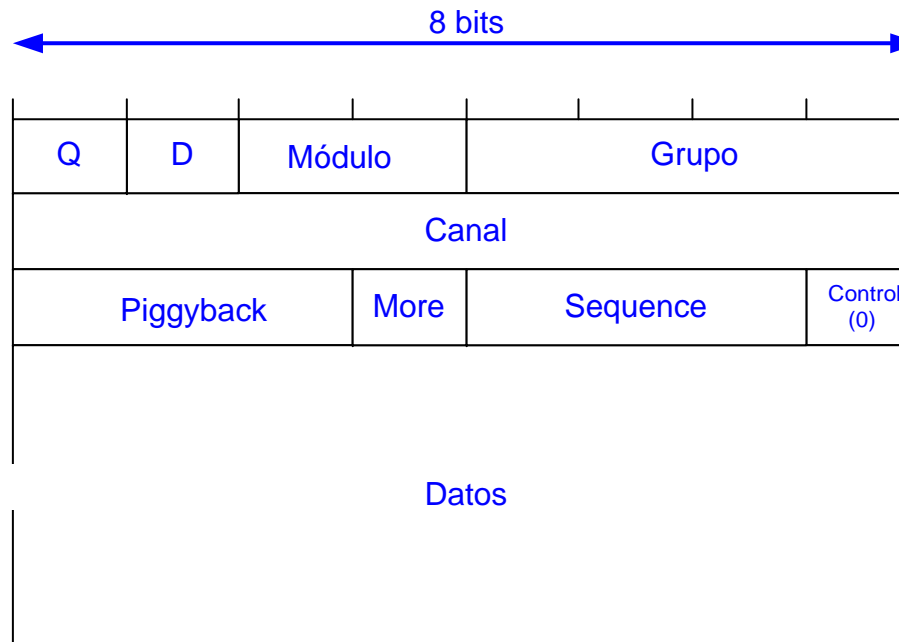 8 bits
Q D Módulo Grupo
Canal
Piggyback More Sequence Control
(0)
Datos